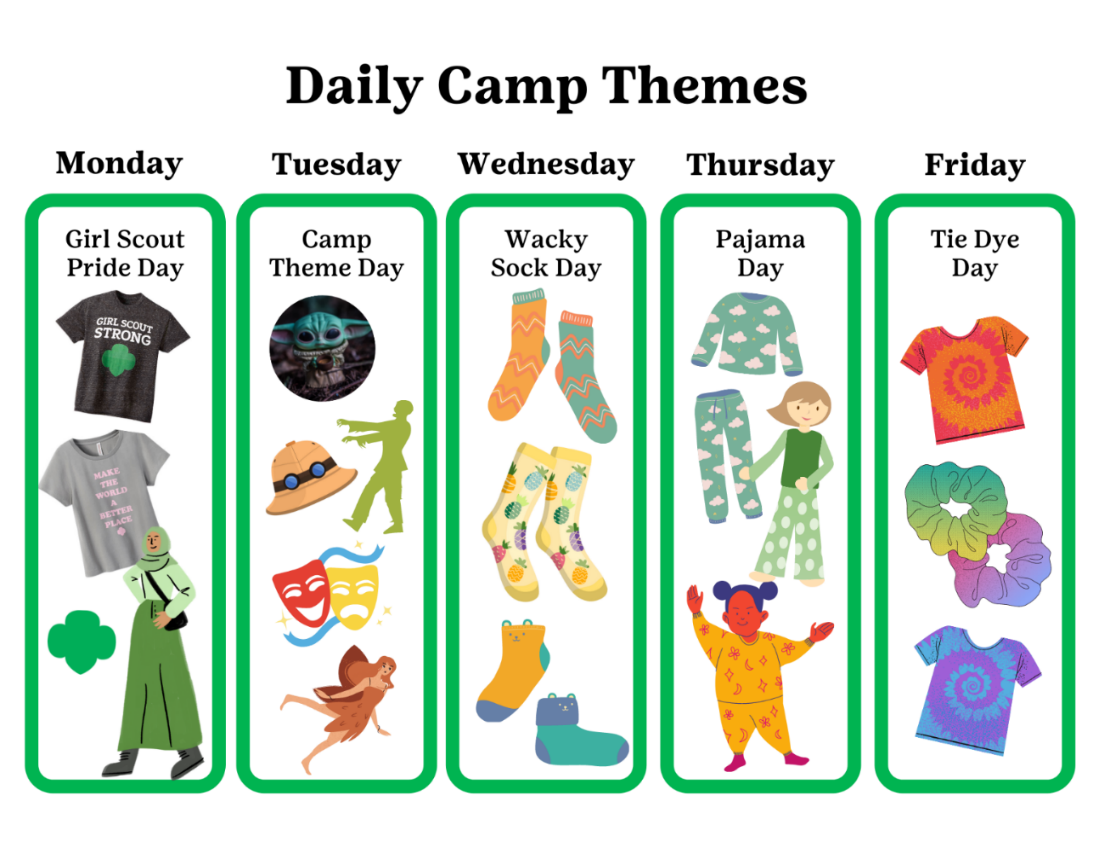 Daily Camp Themes
Monday
Tuesday
Wednesday
Thursday
Friday
Girl Scout
Pride Day
Camp
Theme Day
Wacky
Sock Day
Pajama
Day
Tie Dye
Day
GIRL SCOUT
STRONG
MAKE
THE
WORLD
A
BETTER
PLACE